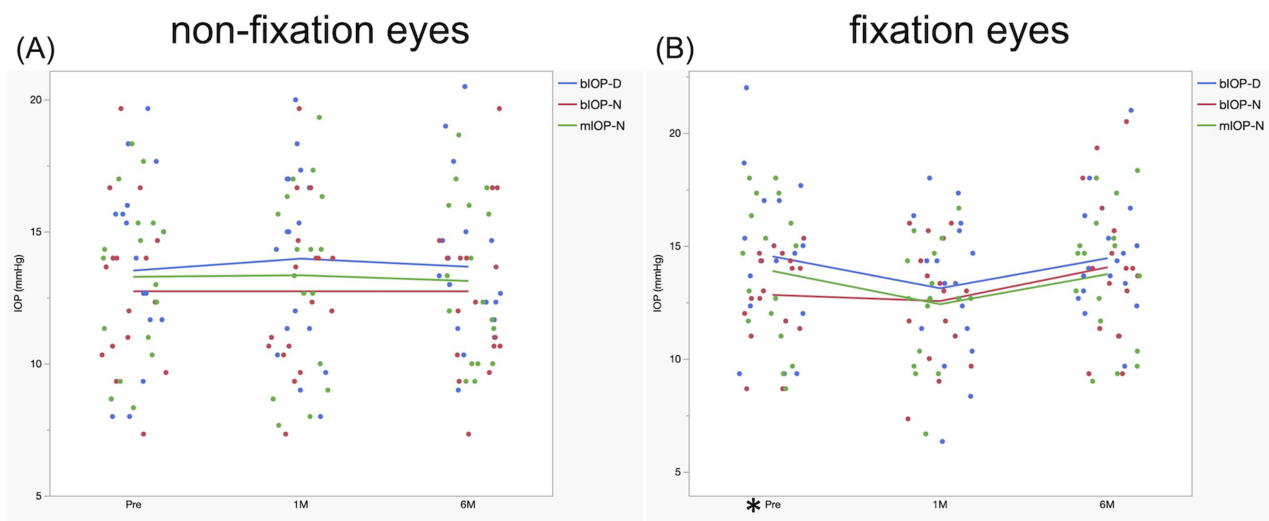 non-fixation eyes
fixation eyes
(A)
bIOP-D
bIOP-N
mIOP-N
20
15
10
5
IOP (mmHg)
Pre
1M
6M
(B)
bIOP-D
bIOP-N
mIOP-N
20
15
10
5
IOP (mmHg)
* Pre
1M
6M